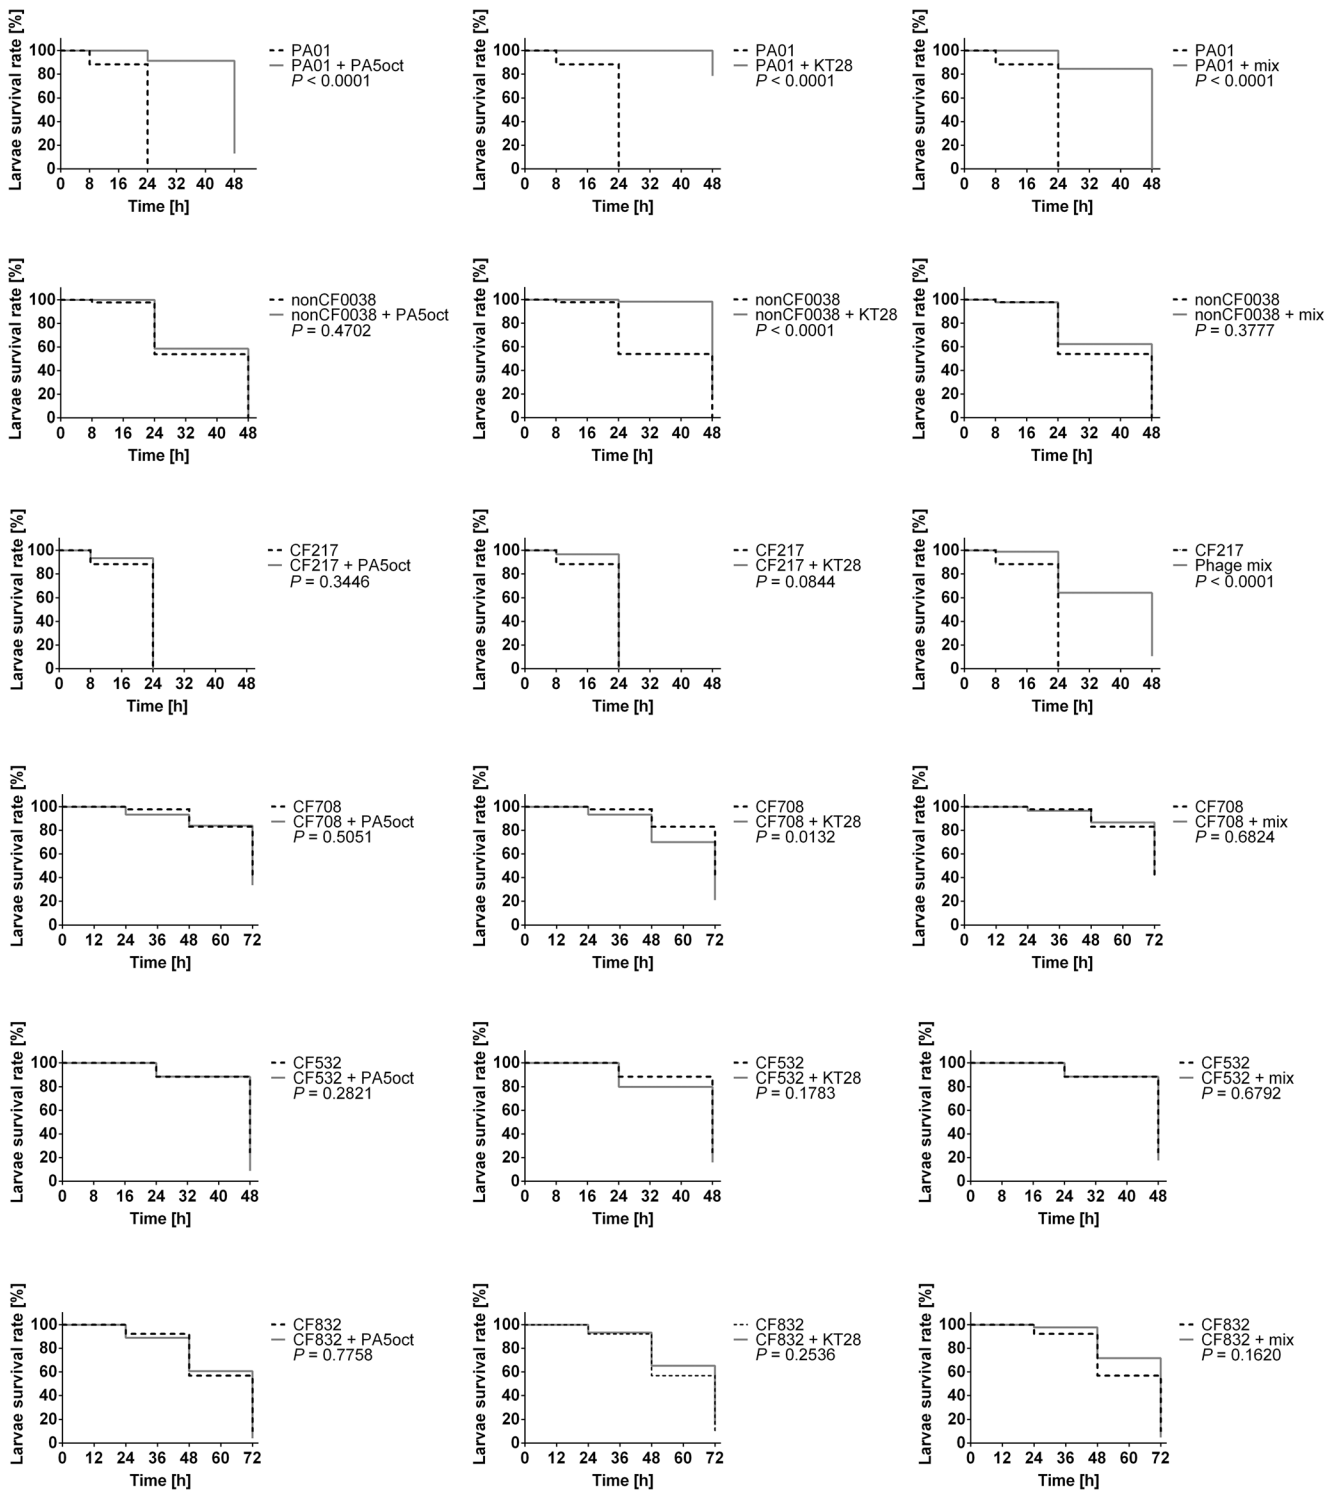 Larvae survival rate [%]
100
80
60
40
20
0
0 8 16 24 32 40 48
Time [h]
PA01
PA01 + PA5oct
P < 0.0001
Larvae survival rate [%]
100
80
60
40
20
0
0 8 16 24 32 40 48
Time [h]
PA01
PA01 + KT28
P < 0.0001
Larvae survival rate [%]
100
80
60
40
20
0
0 8 16 24 32 40 48
Time [h]
PA01
PA01 + mix
P < 0.0001
Larvae survival rate [%]
100
80
60
40
20
0
0 8 16 24 32 40 48
Time [h]
nonCF0038
nonCF0038 + PA5oct
P = 0.4702
Larvae survival rate [%]
100
80
60
40
20
0
0 8 16 24 32 40 48
Time [h]
nonCF0038
nonCF0038 + KT28
P < 0.0001
Larvae survival rate [%]
100
80
60
40
20
0
0 8 16 24 32 40 48
Time [h]
nonCF0038
nonCF0038 + mix
P = 0.3777
Larvae survival rate [%]
100
80
60
40
20
0
0 8 16 24 32 40 48
Time [h]
CF217
CF217 + PA5oct
P = 0.3446
Larvae survival rate [%]
100
80
60
40
20
0
0 8 16 24 32 40 48
Time [h]
CF217
CF217 + KT28
P = 0.0844
Larvae survival rate [%]
100
80
60
40
20
0
0 8 16 24 32 40 48
Time [h]
CF217
Phage mix
P < 0.0001
Larvae survival rate [%]
100
80
60
40
20
0
0 12 24 36 48 60 72
Time [h]
CF708
CF708 + PA5oct
P = 0.5051
Larvae survival rate [%]
100
80
60
40
20
0
0 12 24 36 48 60 72
Time [h]
CF708
CF708 + KT28
P = 0.0132
Larvae survival rate [%]
100
80
60
40
20
0
0 12 24 36 48 60 72
Time [h]
CF708
CF708 + mix
P = 0.6824
Larvae survival rate [%]
100
80
60
40
20
0
0 8 16 24 32 40 48
Time [h]
CF532
CF532 + PA5oct
P = 0.2821
Larvae survival rate [%]
100
80
60
40
20
0
0 8 16 24 32 40 48
Time [h]
CF532
CF532 + KT28
P = 0.1783
Larvae survival rate [%]
100
80
60
40
20
0
0 8 16 24 32 40 48
Time [h]
CF532
CF532 + mix
P = 0.6792
Larvae survival rate [%]
100
80
60
40
20
0
0 12 24 36 48 60 72
Time [h]
CF832
CF832 + PA5oct
P = 0.7758
Larvae survival rate [%]
100
80
60
40
20
0
0 12 24 36 48 60 72
Time [h]
CF832
CF832 + KT28
P = 0.2536
Larvae survival rate [%]
100
80
60
40
20
0
0 12 24 36 48 60 72
Time [h]
CF832
CF832 + mix
P = 0.1620